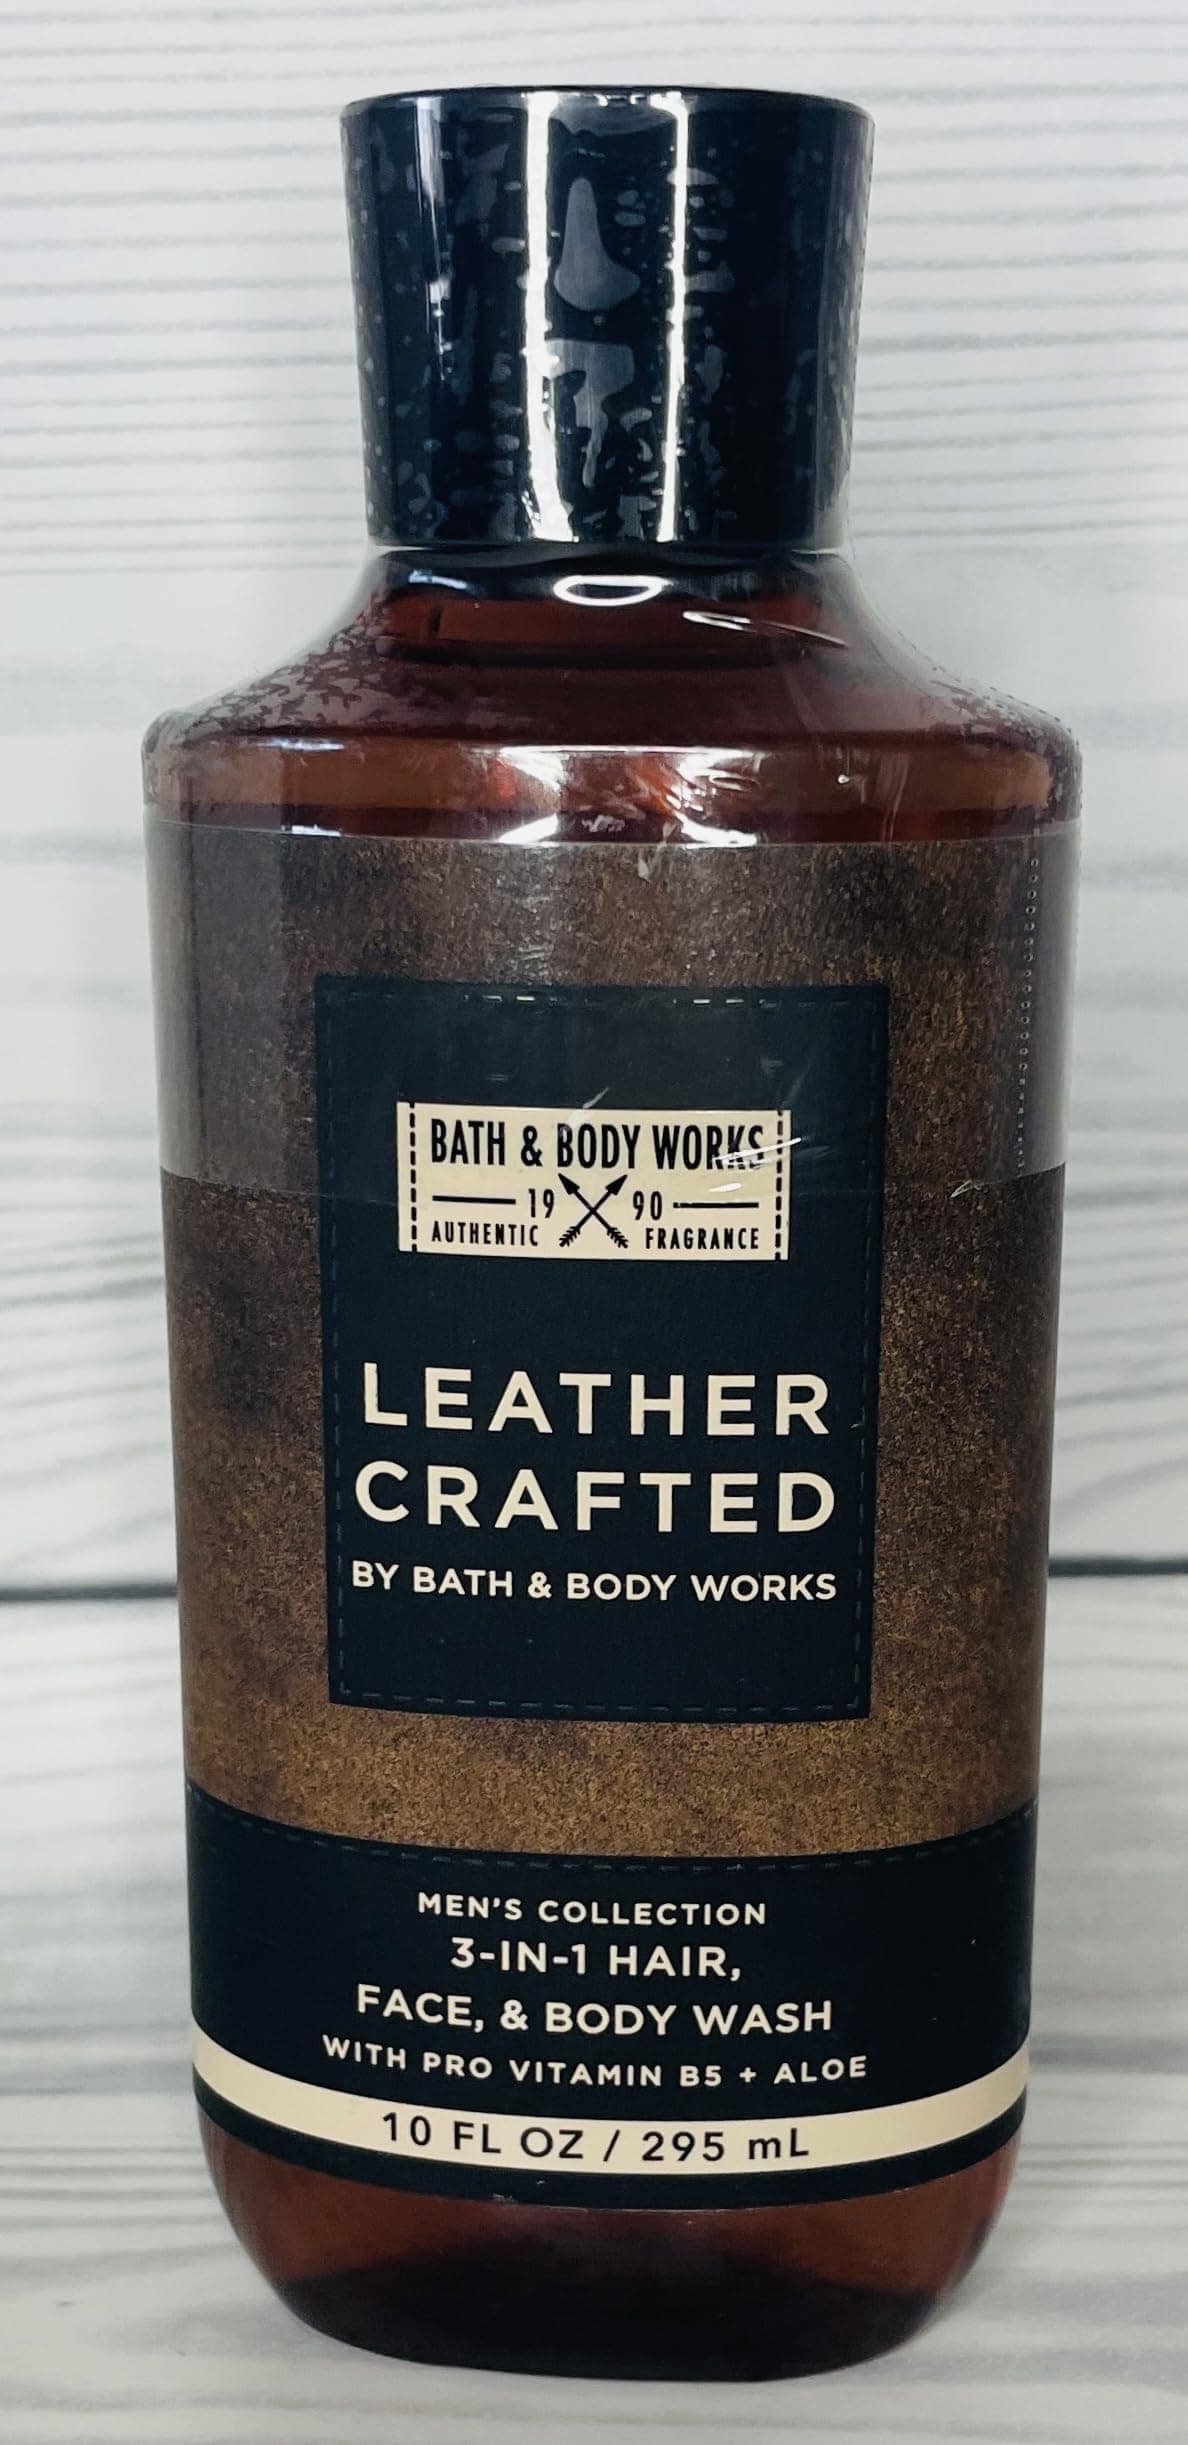 BATH & BODY WORKS
19 90
AUTHENTIC FRAGRANCE
LEATHER
CRAFTED
BY BATH & BODY WORKS
MEN'S COLLECTION
3-IN-1 HAIR,
FACE, & BODY WASH
WITH PRO VITAMIN B5 + ALOE
10 FL OZ / 295 mL